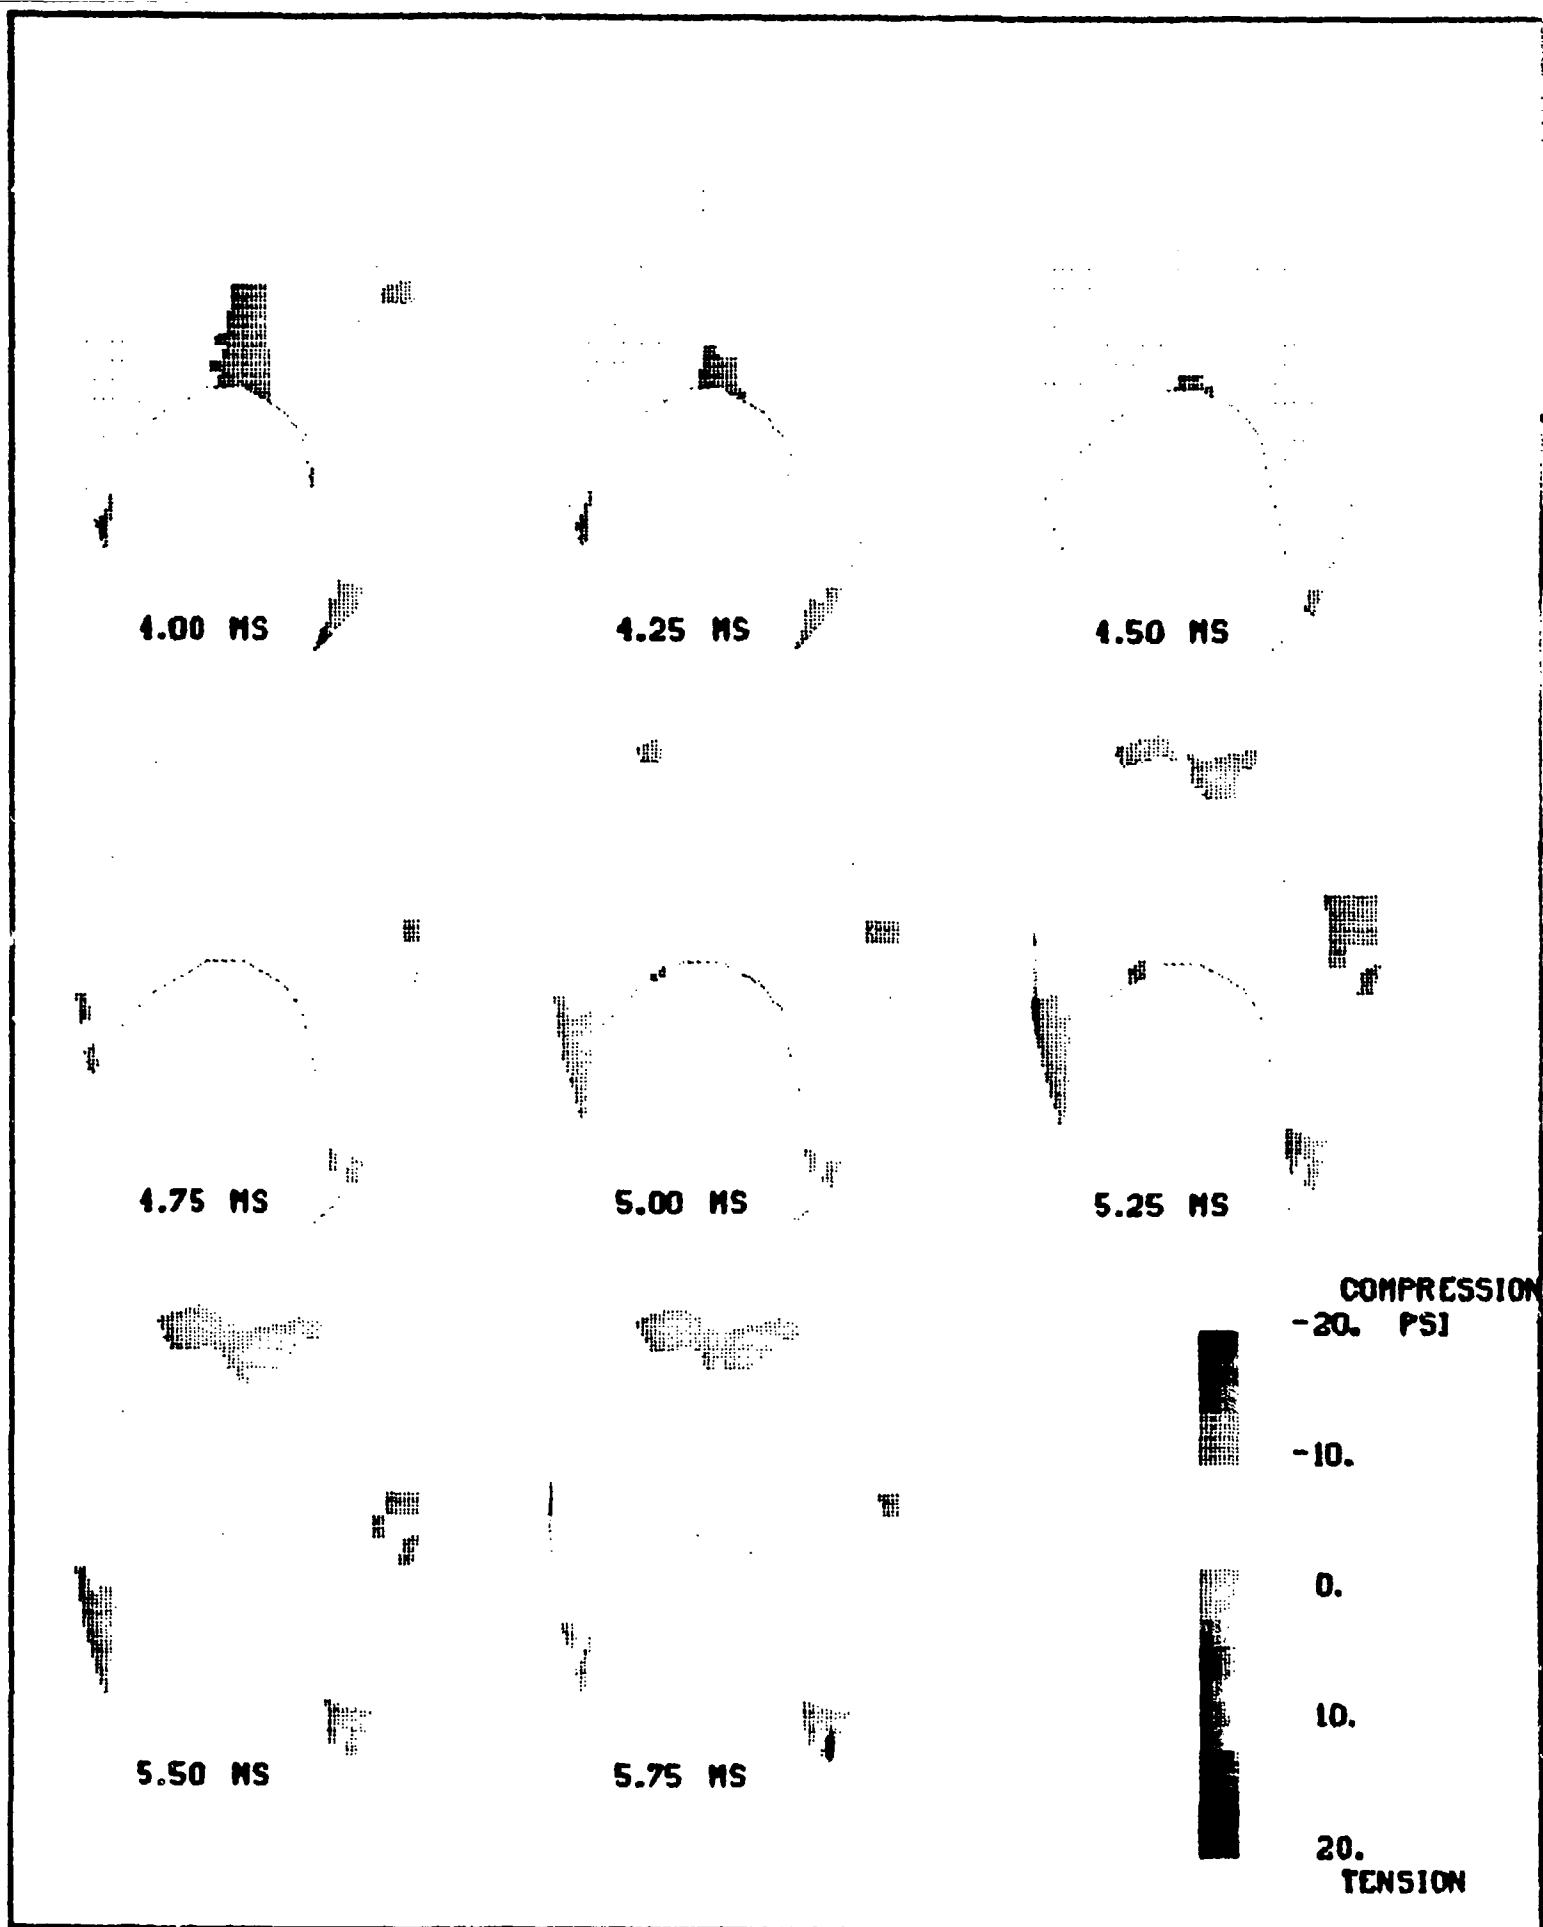 4.00 MS
4.25 MS
4.50 MS
4.75 MS
5.00 MS
5.25 MS
COMPRESSION
-20. PSI
-10.
0.
10.
20.
TENSION
5.50 MS
5.75 MS